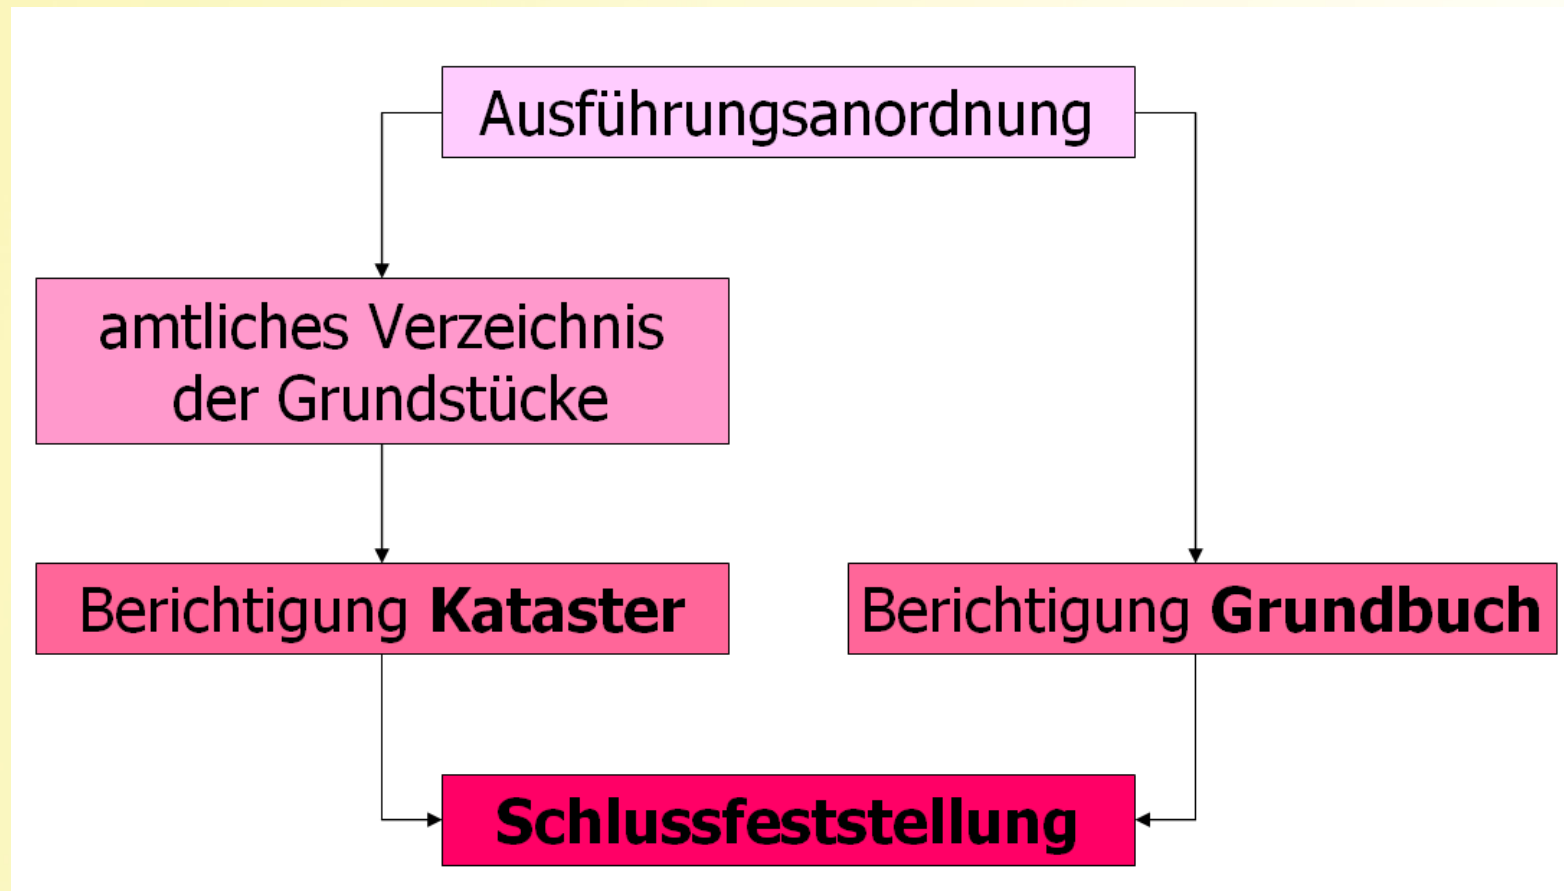 Ausführungsanordnung
amtliches Verzeichnis
der Grundstücke
Berichtigung Kataster
Berichtigung Grundbuch
Schlussfeststellung